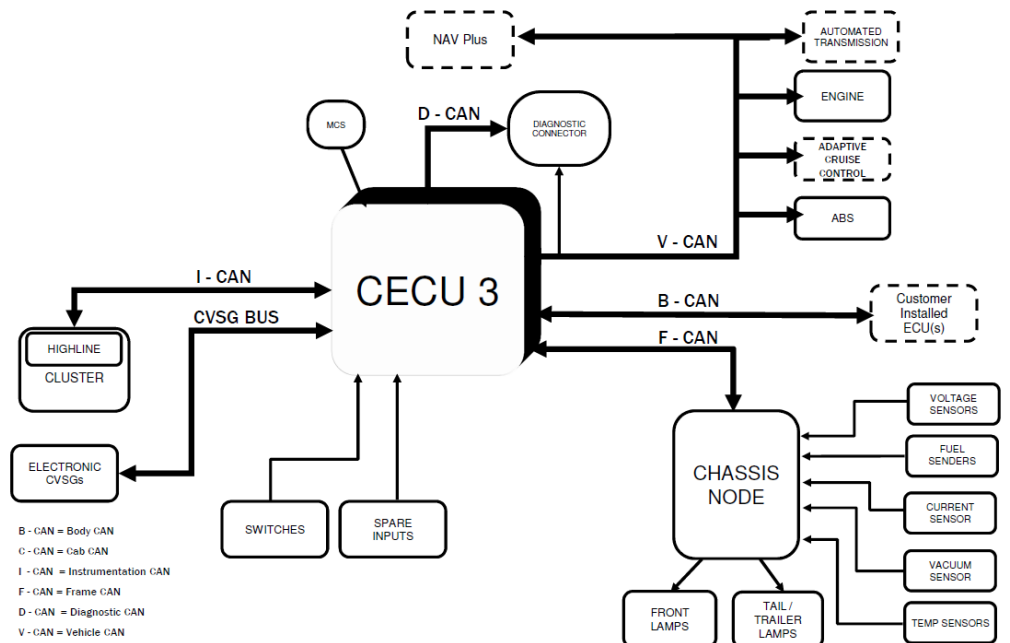 NAV Plus
AUTOMATED
TRANSMISSION
ENGINE
ADAPTIVE
CRUISE
CONTROL
ABS
MCS
D - CAN
DIAGNOSTIC
CONNECTOR
V - CAN
I - CAN
CECU 3
CVSG BUS
B - CAN
Customer
Installed
ECU(s)
F - CAN
HIGHLINE
CLUSTER
ELECTRONIC
CVSGs
SWITCHES
SPARE
INPUTS
CHASSIS
NODE
VOLTAGE
SENSORS
FUEL
SENDERS
CURRENT
SENSOR
VACUUM
SENSOR
TEMP SENSORS
FRONT
LAMPS
TAIL /
TRAILER
LAMPS
B - CAN = Body CAN
C - CAN = Cab CAN
I - CAN = Instrumentation CAN
F - CAN = Frame CAN
D - CAN = Diagnostic CAN
V - CAN = Vehicle CAN